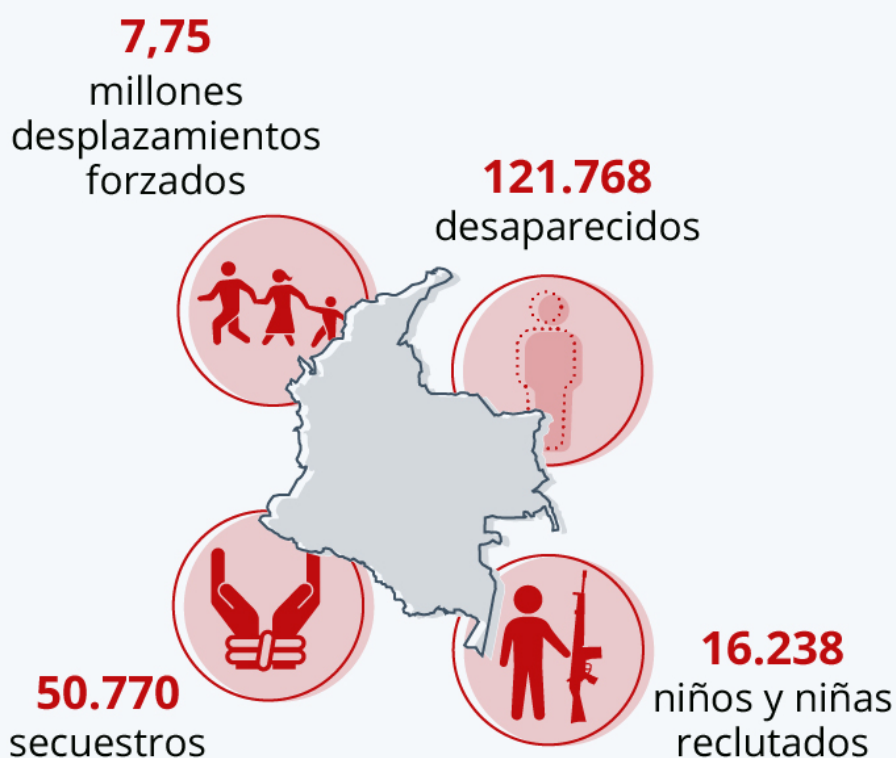 7,75
millones
desplazamientos
forzados
121.768
desaparecidos
50.770
secuestros
16.238
niños y niñas
reclutados